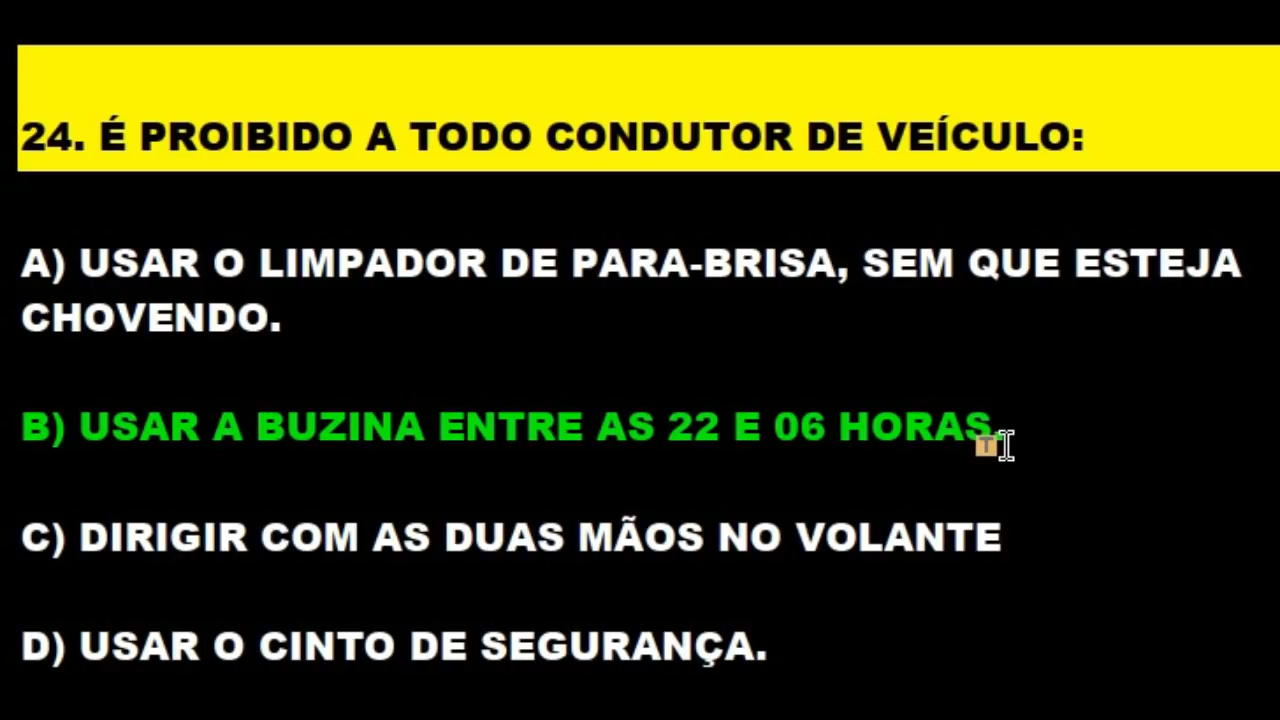 24. É PROIBIDO A TODO CONDUTOR DE VEÍCULO:
A) USAR O LIMPADOR DE PARA-BRISA, SEM QUE ESTEJA
CHOVENDO.
B) USAR A BUZINA ENTRE AS 22 E 06 HORAS.
T
C) DIRIGIR COM AS DUAS MÃOS NO VOLANTE
D) USAR O CINTO DE SEGURANÇA.